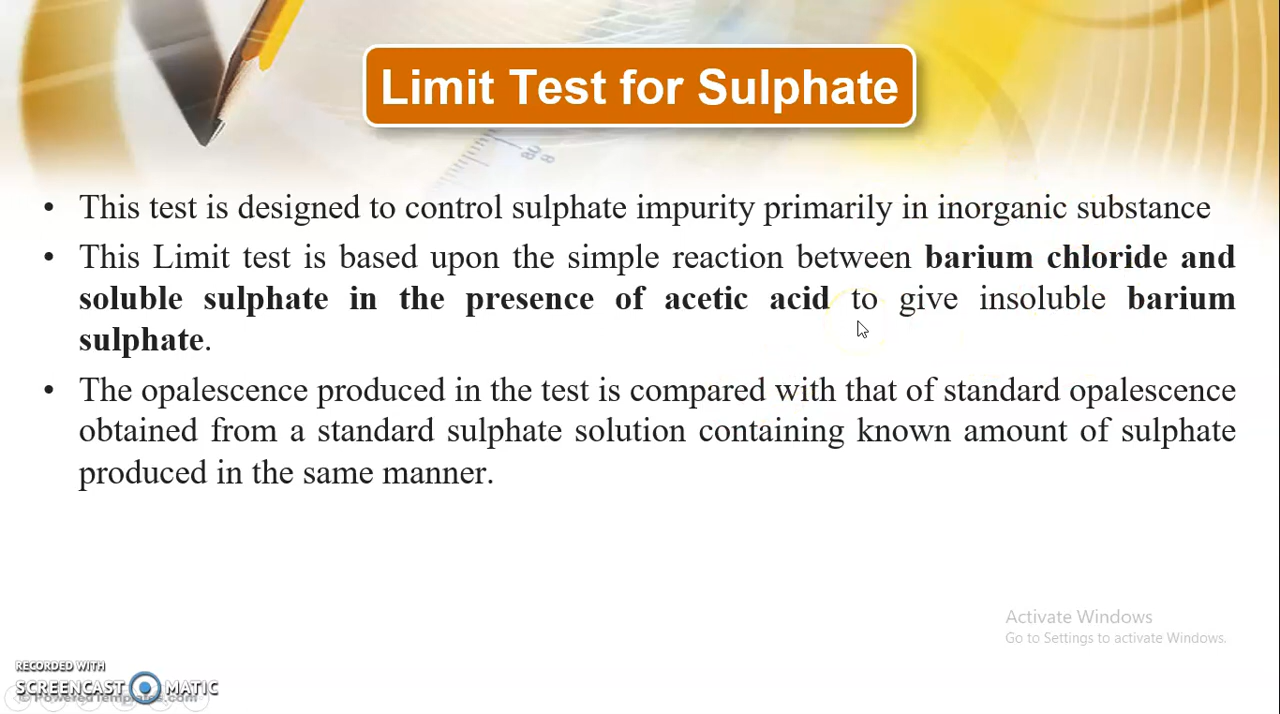 Limit Test for Sulphate
• This test is designed to control sulphate impurity primarily in inorganic substance
• This Limit test is based upon the simple reaction between barium chloride and
soluble sulphate in the presence of acetic acid to give insoluble barium
sulphate.
• The opalescence produced in the test is compared with that of standard opalescence
obtained from a standard sulphate solution containing known amount of sulphate
produced in the same manner.
Activate Windows
Go to Settings to activate Windows.
RECORDED WITH
SCREENCAST MATIC
© PoweredTemplates.com